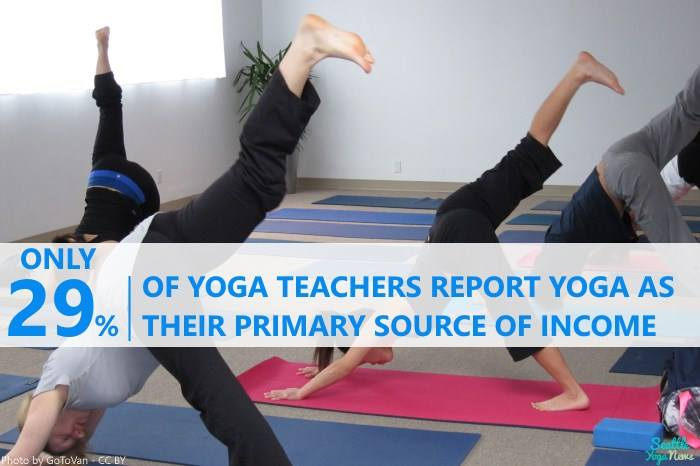 ONLY
29%
OF YOGA TEACHERS REPORT YOGA AS
THEIR PRIMARY SOURCE OF INCOME
Photo by GoToVan - CC BY
Seattle
Yoga News